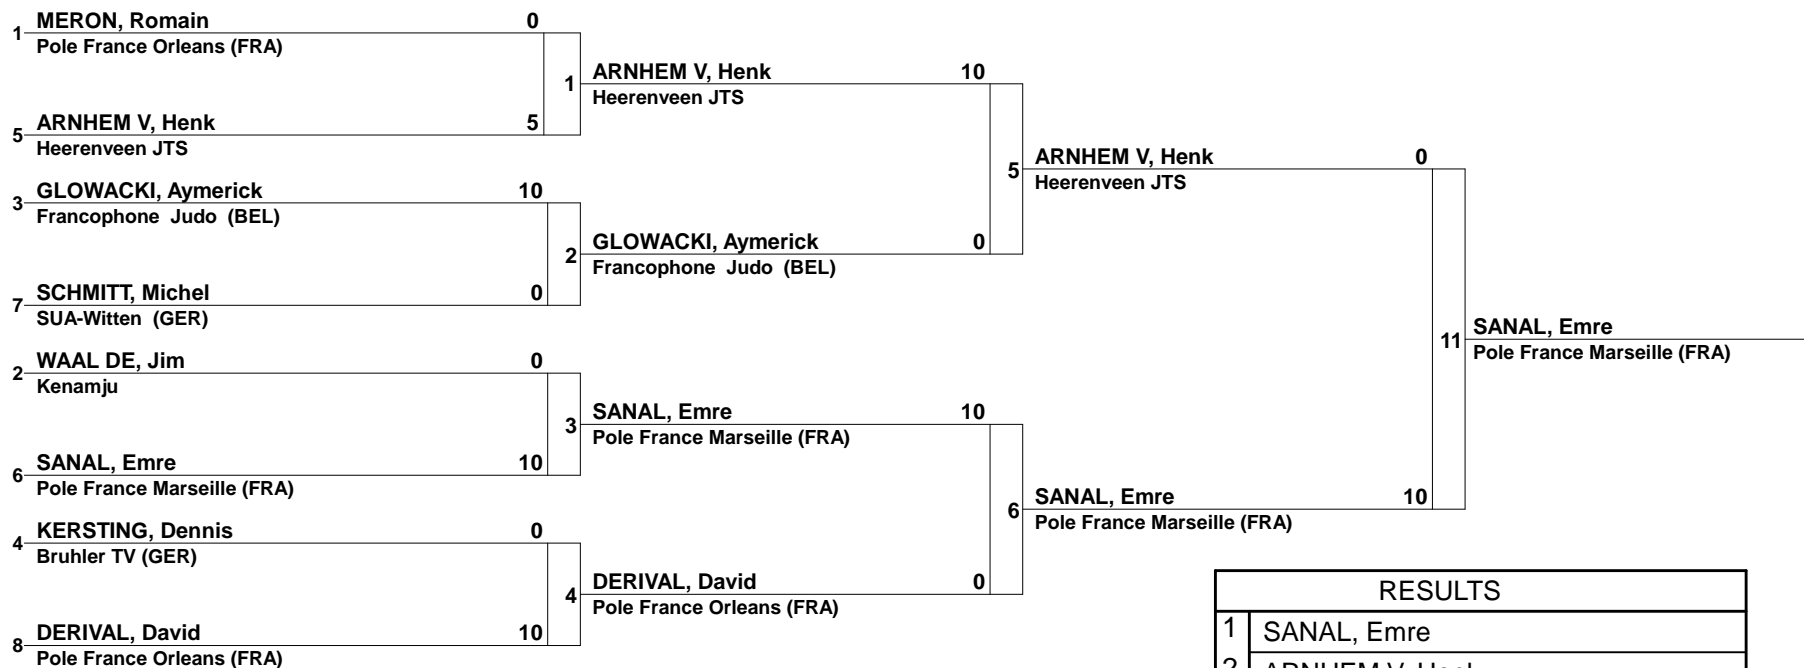 MERON, Romain 0
1
Pole France Orleans (FRA)
ARNHEM V, Henk 5
5
Heerenveen JTS
GLOWACKI, Aymerick 10
3
Francophone Judo (BEL)
SCHMITT, Michel 0
7
SUA-Witten (GER)
WAAL DE, Jim 0
2
Kenamju
SANAL, Emre 10
6
Pole France Marseille (FRA)
KERSTING, Dennis 0
4
Bruhler TV (GER)
DERIVAL, David 10
8
Pole France Orleans (FRA)
ARNHEM V, Henk 10
1
Heerenveen JTS
GLOWACKI, Aymerick 0
2
Francophone Judo (BEL)
SANAL, Emre 10
3
Pole France Marseille (FRA)
DERIVAL, David 0
4
Pole France Orleans (FRA)
ARNHEM V, Henk 0
5
Heerenveen JTS
SANAL, Emre 10
6
Pole France Marseille (FRA)
SANAL, Emre
11
Pole France Marseille (FRA)
RESULTS
1 SANAL, Emre
2 ARNHEM V, Henk